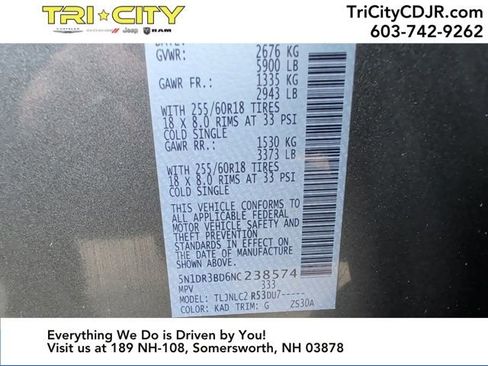 TRI★CITY
CHRYSLER DODGE Jeep RAM
TriCityCDJR.com
603-742-9262
DATE:
GVWR: 2676 KG
5900 LB
GAWR FR.: 1335 KG
2943 LB
WITH 255/60R18 TIRES
18 X 8.0 RIMS AT 33 PSI
COLD SINGLE
GAWR RR.: 1530 KG
3373 LB
WITH 255/60R18 TIRES
18 X 8.0 RIMS AT 33 PSI
COLD SINGLE
THIS VEHICLE CONFORMS TO
ALL APPLICABLE FEDERAL
MOTOR VEHICLE SAFETY
AND THEFT PREVENTION
STANDARDS IN EFFECT ON
THE DATE OF MANUFACTURE
SHOWN ABOVE.
5N1DR3BD6NC238574
MPV 333
TLJNLC2 R53DU7-----
COLOR: KAD TRIM: G ZS30A
Everything We Do is Driven by You!
Visit us at 189 NH-108, Somersworth, NH 03878